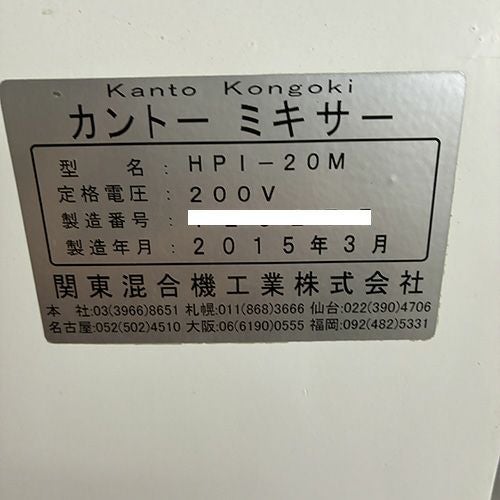 Kanto Kongoki
カントー ミキサー
型 名 : HPI-20M
定格電圧 : 200V
製造番号 :
製造年月 : 2015年3月
関東混合機工業株式会社
本 社:03(3966)8651 札幌:011(868)3666 仙台:022(390)4706
名古屋:052(502)4510 大阪:06(6190)0555 福岡:092(482)5331